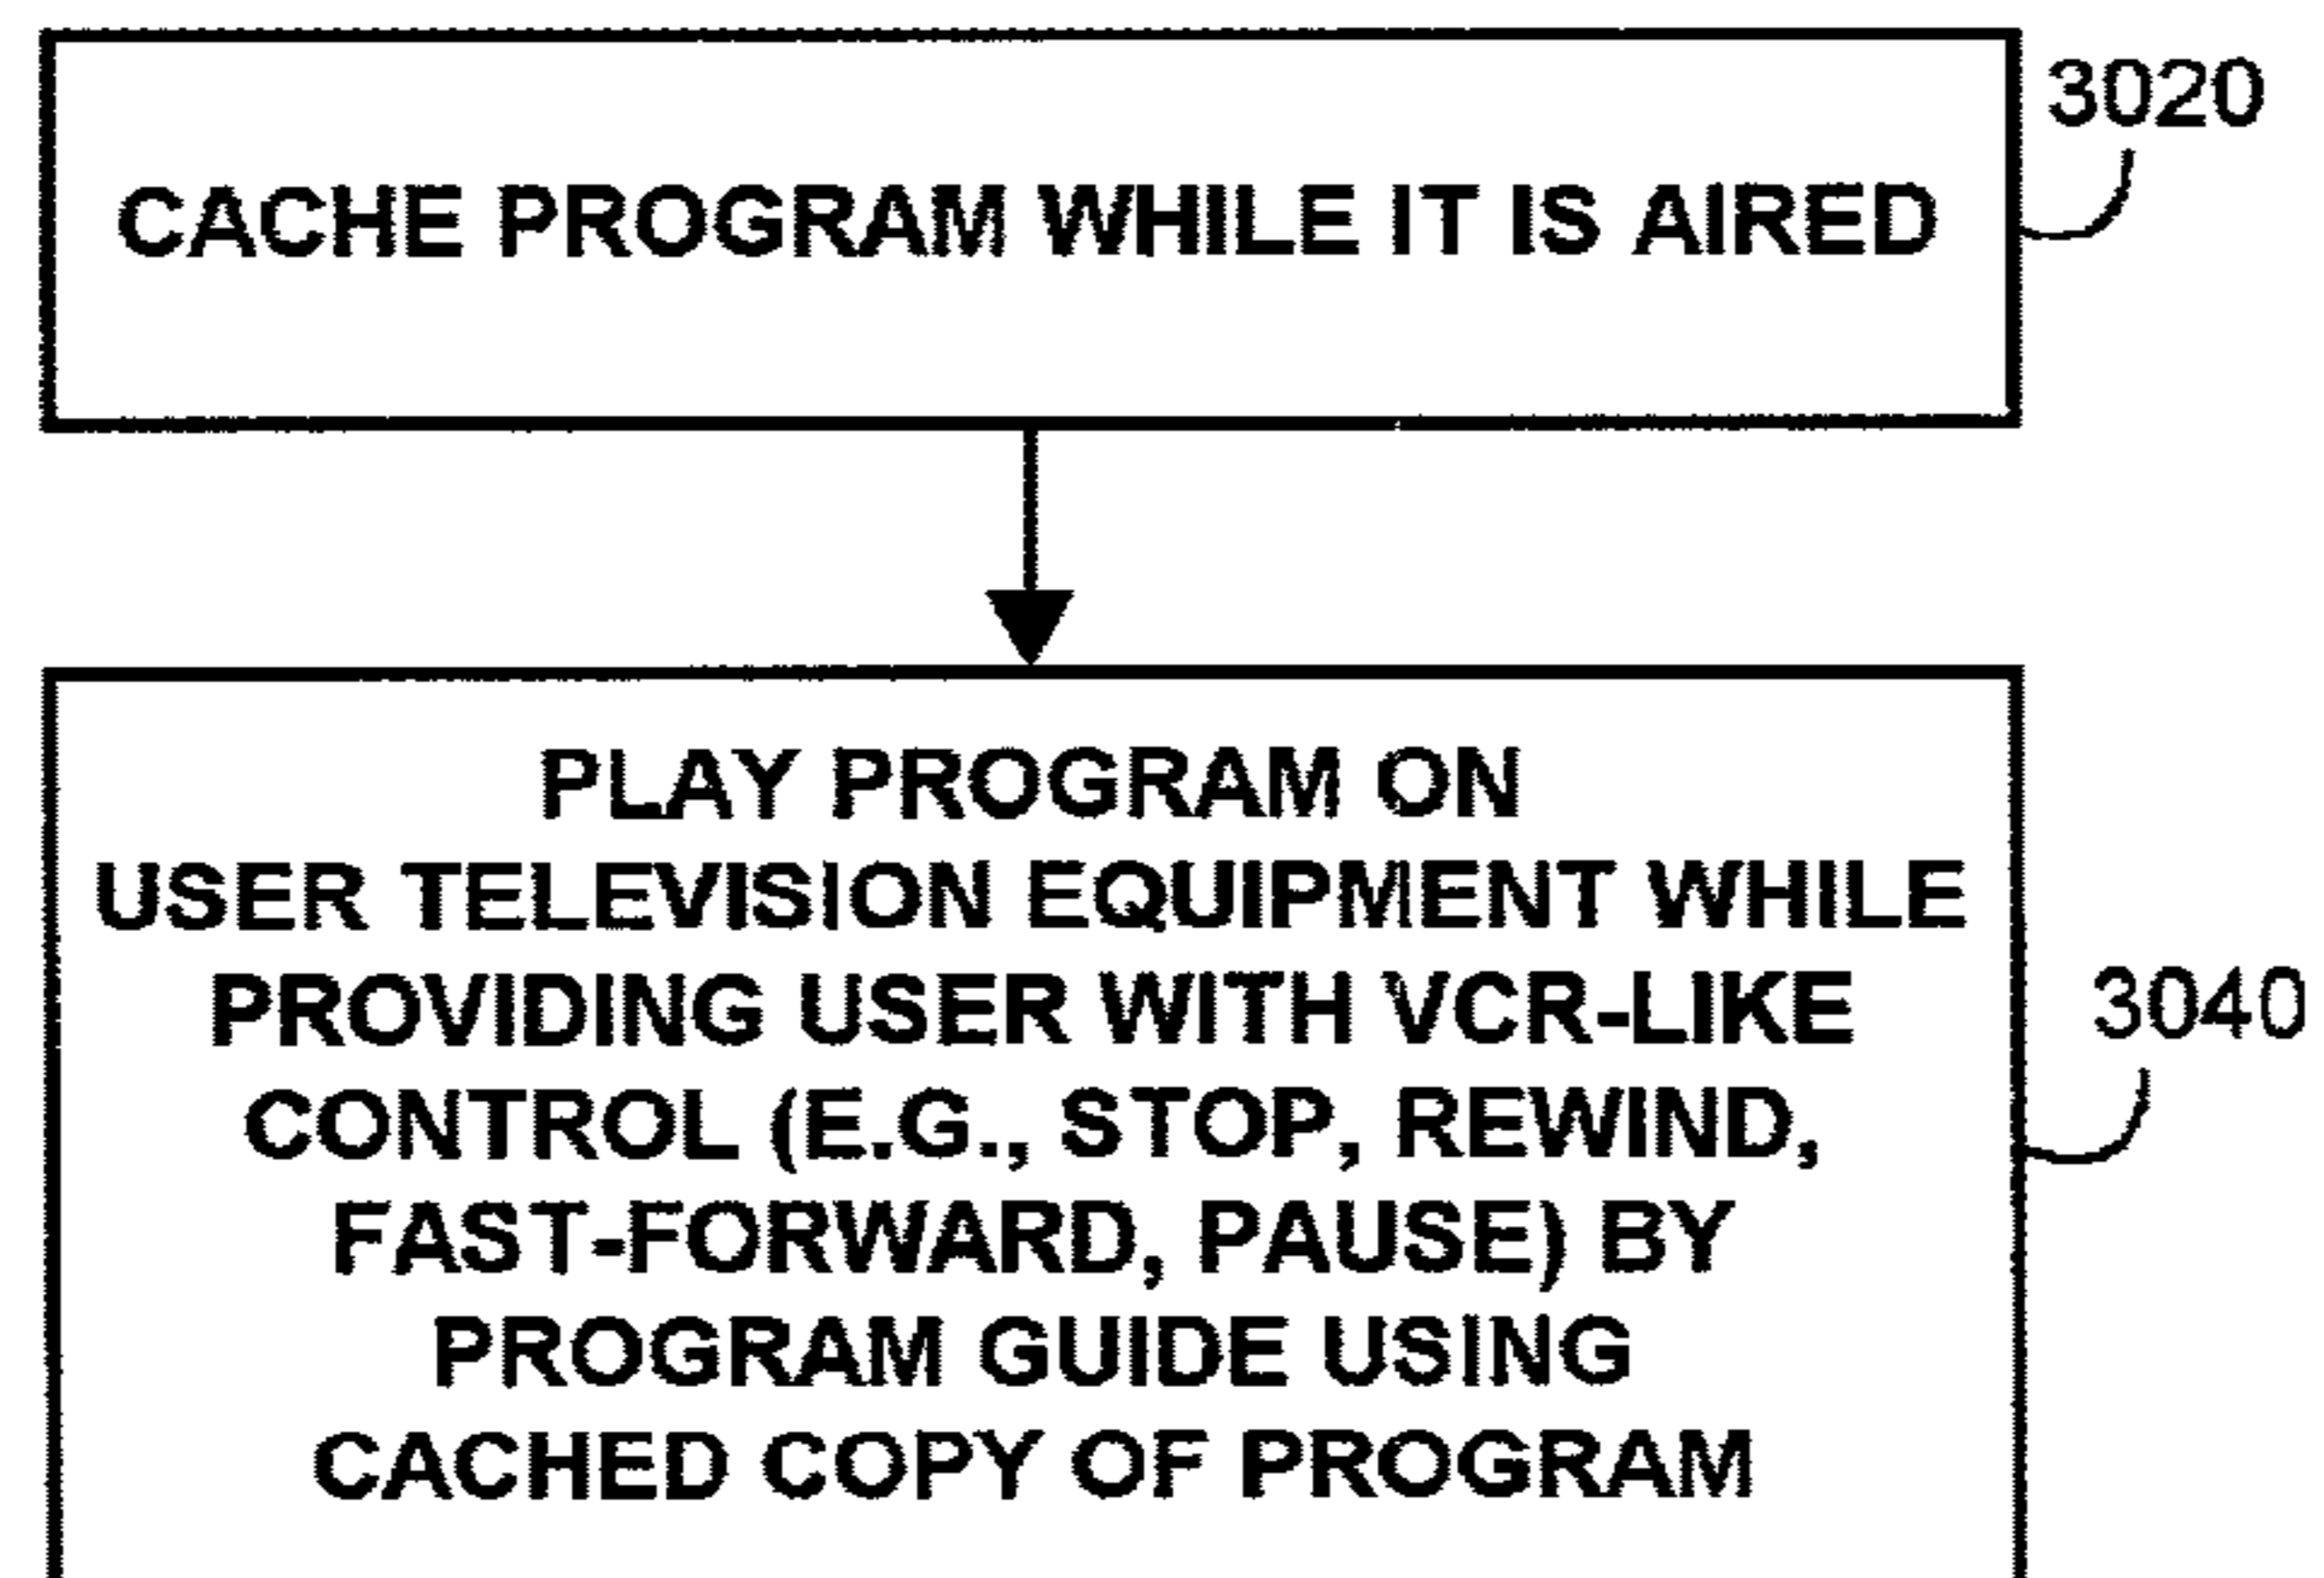 3020
CACHE PROGRAM WHILE IT IS AIRED
PLAY PROGRAM ON
USER TELEVISION EQUIPMENT WHILE
PROVIDING USER WITH VCR-LIKE
CONTROL (E.G., STOP, REWIND,
FAST-FORWARD, PAUSE) BY
PROGRAM GUIDE USING
CACHED COPY OF PROGRAM
3040